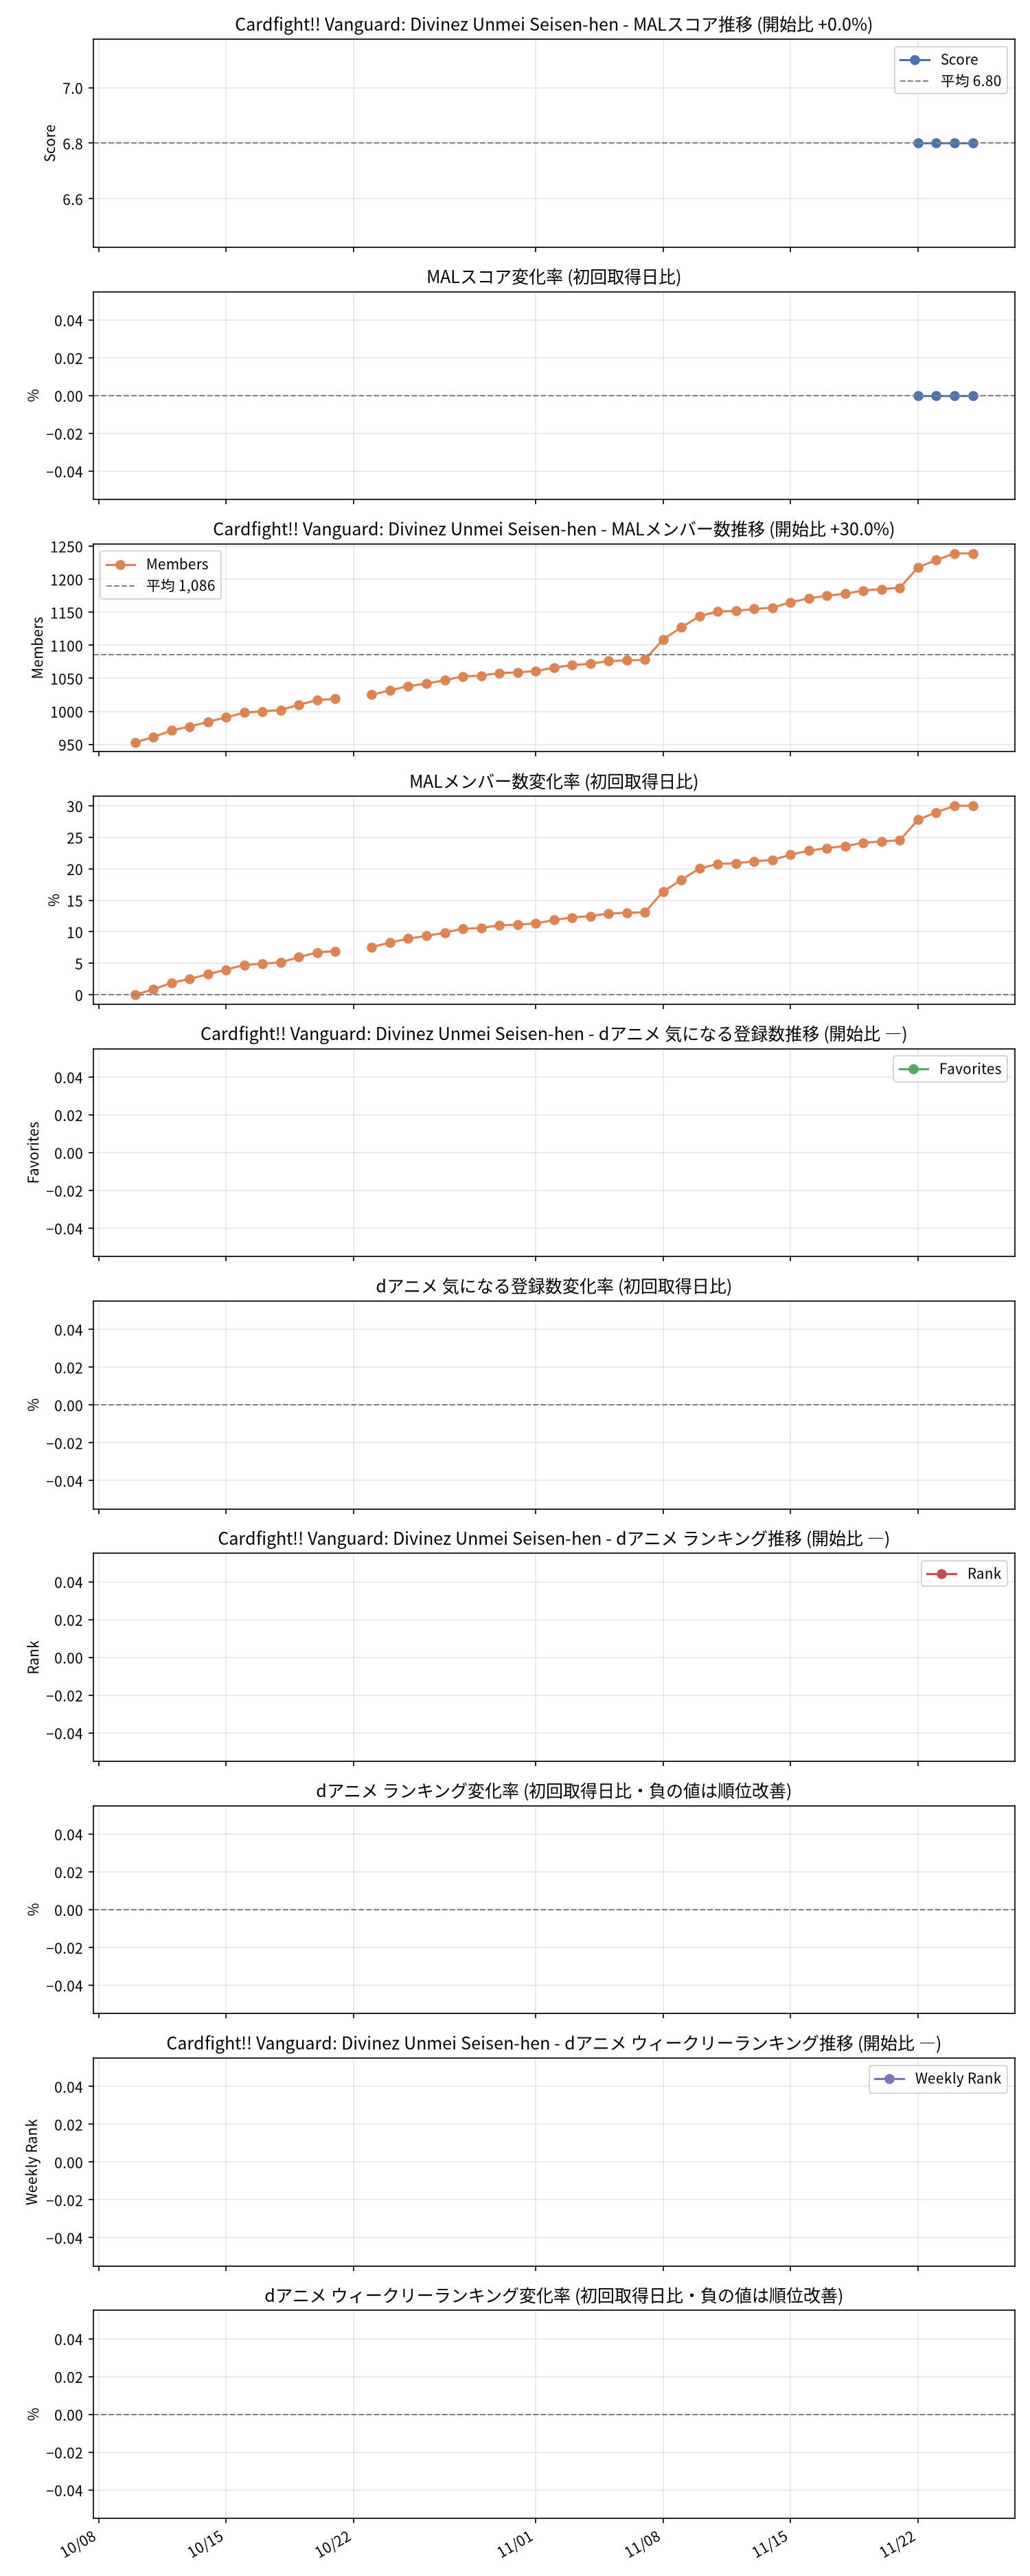 Cardfight!! Vanguard: Divinez Unmei Seisen-hen - MALスコア推移 (開始比 +0.0%)
Score
平均 6.80
7.0
6.8
6.6
Score
MALスコア変化率 (初回取得日比)
0.04
0.02
0.00
−0.02
−0.04
%
Cardfight!! Vanguard: Divinez Unmei Seisen-hen - MALメンバー数推移 (開始比 +30.0%)
Members
平均 1,086
1250
1200
1150
1100
1050
1000
950
Members
MALメンバー数変化率 (初回取得日比)
30
25
20
15
10
5
0
%
Cardfight!! Vanguard: Divinez Unmei Seisen-hen - dアニメ 気になる登録数推移 (開始比 —)
Favorites
0.04
0.02
0.00
−0.02
−0.04
Favorites
dアニメ 気になる登録数変化率 (初回取得日比)
0.04
0.02
0.00
−0.02
−0.04
%
Cardfight!! Vanguard: Divinez Unmei Seisen-hen - dアニメ ランキング推移 (開始比 —)
Rank
0.04
0.02
0.00
−0.02
−0.04
Rank
dアニメ ランキング変化率 (初回取得日比・負の値は順位改善)
0.04
0.02
0.00
−0.02
−0.04
%
Cardfight!! Vanguard: Divinez Unmei Seisen-hen - dアニメ ウィークリーランキング推移 (開始比 —)
Weekly Rank
0.04
0.02
0.00
−0.02
−0.04
Weekly Rank
dアニメ ウィークリーランキング変化率 (初回取得日比・負の値は順位改善)
0.04
0.02
0.00
−0.02
−0.04
%
10/08
10/15
10/22
11/01
11/08
11/15
11/22